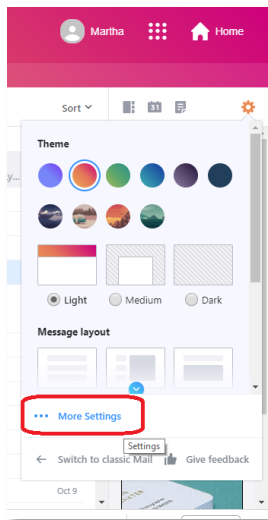 Martha Home
Sort 31
Theme
y...
Light Medium Dark
Message layout
More Settings
Settings
Switch to classic Mail Give feedback
Oct 9